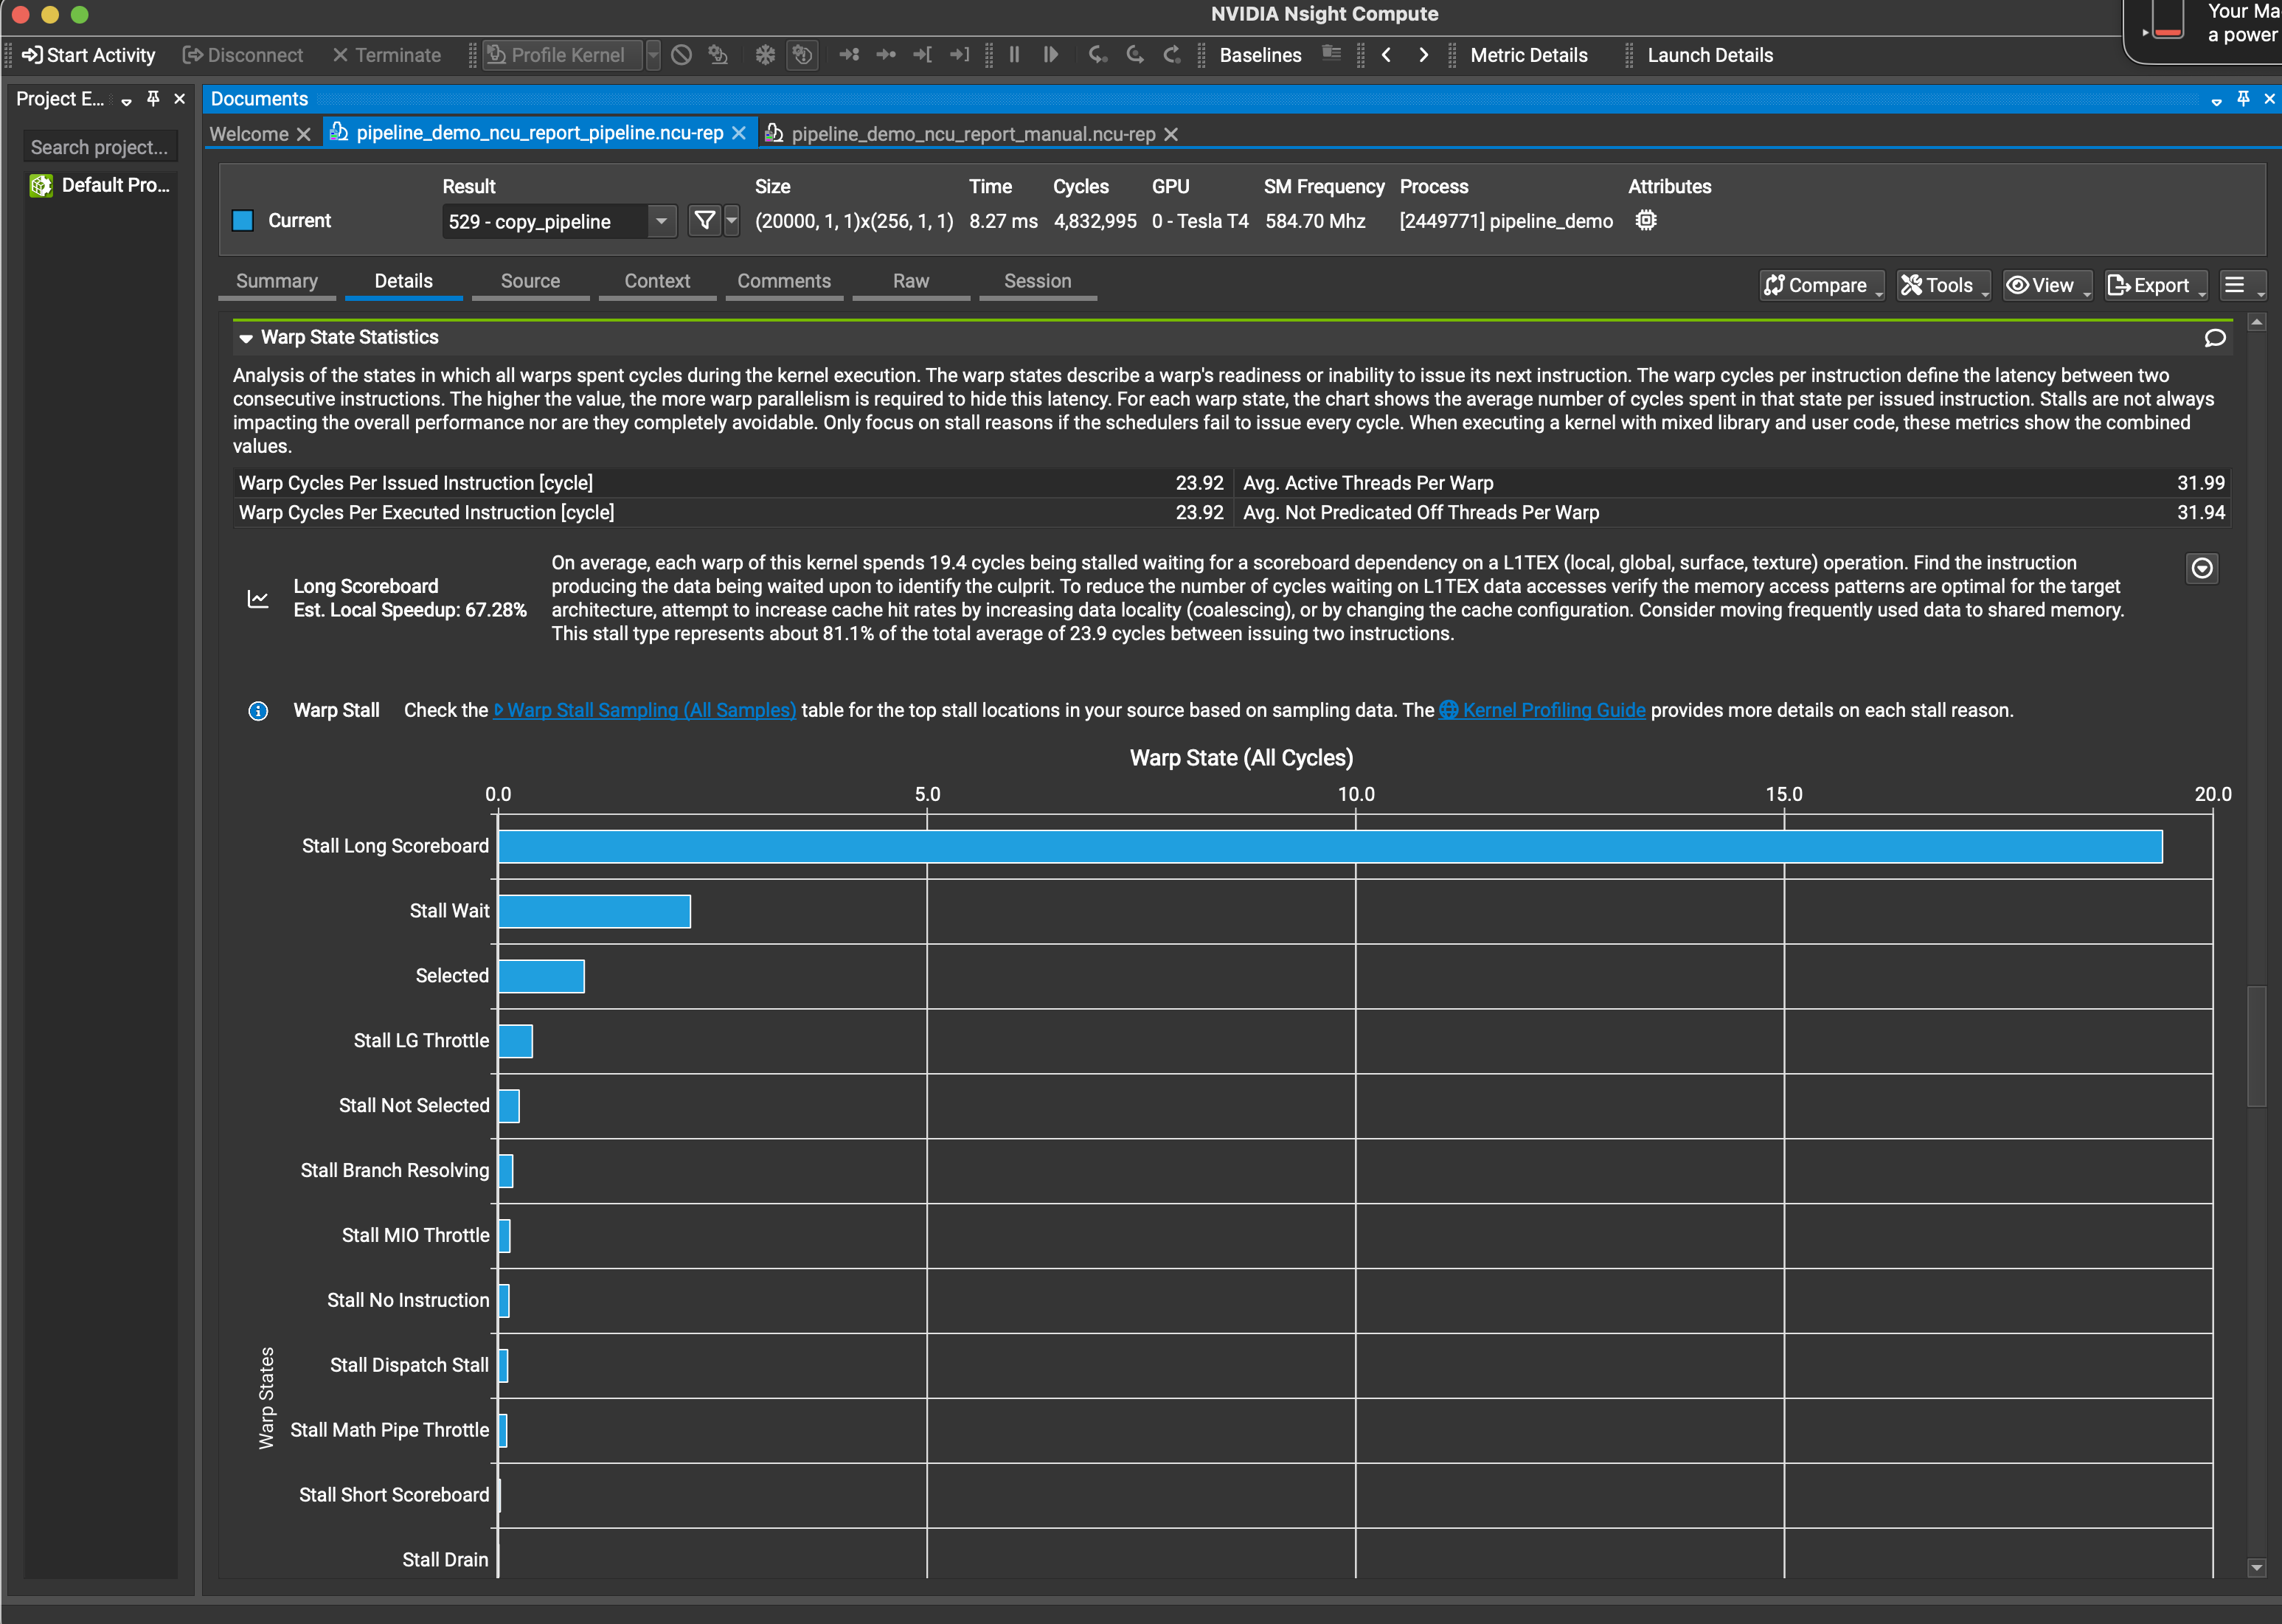 NVIDIA Nsight Compute
Your Ma
a power
Start Activity Disconnect Terminate Profile Kernel Baselines Metric Details Launch Details
Project E...
Documents
Welcome pipeline_demo_ncu_report_pipeline.ncu-rep pipeline_demo_ncu_report_manual.ncu-rep
Search project...
Default Pro...
Result Size Time Cycles GPU SM Frequency Process Attributes
Current 529 - copy_pipeline (20000, 1, 1)x(256, 1, 1) 8.27 ms 4,832,995 0 - Tesla T4 584.70 Mhz [2449771] pipeline_demo
Summary Details Source Context Comments Raw Session Compare Tools View Export
Warp State Statistics
Analysis of the states in which all warps spent cycles during the kernel execution. The warp states describe a warp's readiness or inability to issue its next instruction. The warp cycles per instruction define the latency between two
consecutive instructions. The higher the value, the more warp parallelism is required to hide this latency. For each warp state, the chart shows the average number of cycles spent in that state per issued instruction. Stalls are not always
impacting the overall performance nor are they completely avoidable. Only focus on stall reasons if the schedulers fail to issue every cycle. When executing a kernel with mixed library and user code, these metrics show the combined
values.
Warp Cycles Per Issued Instruction [cycle] 23.92 Avg. Active Threads Per Warp 31.99
Warp Cycles Per Executed Instruction [cycle] 23.92 Avg. Not Predicated Off Threads Per Warp 31.94
Long Scoreboard
Est. Local Speedup: 67.28%
On average, each warp of this kernel spends 19.4 cycles being stalled waiting for a scoreboard dependency on a L1TEX (local, global, surface, texture) operation. Find the instruction
producing the data being waited upon to identify the culprit. To reduce the number of cycles waiting on L1TEX data accesses verify the memory access patterns are optimal for the target
architecture, attempt to increase cache hit rates by increasing data locality (coalescing), or by changing the cache configuration. Consider moving frequently used data to shared memory.
This stall type represents about 81.1% of the total average of 23.9 cycles between issuing two instructions.
Warp Stall Check the Warp Stall Sampling (All Samples) table for the top stall locations in your source based on sampling data. The Kernel Profiling Guide provides more details on each stall reason.
Warp State (All Cycles)
0.0 5.0 10.0 15.0 20.0
Stall Long Scoreboard
Stall Wait
Selected
Stall LG Throttle
Stall Not Selected
Stall Branch Resolving
Stall MIO Throttle
Stall No Instruction
Stall Dispatch Stall
Stall Math Pipe Throttle
Stall Short Scoreboard
Stall Drain
Warp States